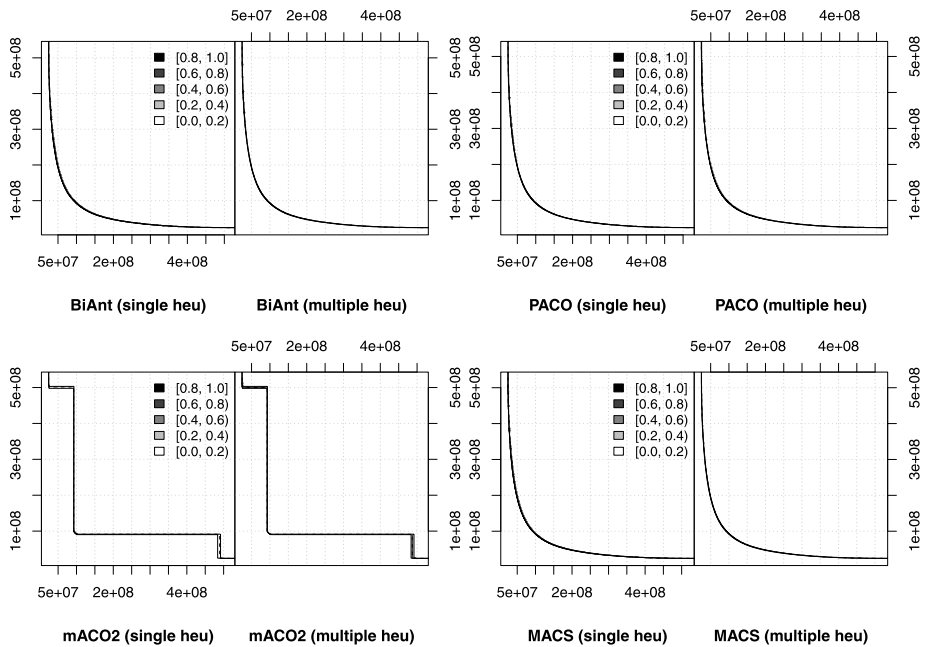 5e+07 2e+08 4e+08
5e+08 3e+08 1e+08
[0.8, 1.0]
[0.6, 0.8)
[0.4, 0.6)
[0.2, 0.4)
[0.0, 0.2)
5e+07 2e+08 4e+08
1e+08 3e+08 5e+08
BiAnt (single heu) BiAnt (multiple heu)
5e+07 2e+08 4e+08
5e+08 3e+08 1e+08
[0.8, 1.0]
[0.6, 0.8)
[0.4, 0.6)
[0.2, 0.4)
[0.0, 0.2)
5e+07 2e+08 4e+08
1e+08 3e+08 5e+08
PACO (single heu) PACO (multiple heu)
5e+07 2e+08 4e+08
5e+08 3e+08 1e+08
[0.8, 1.0]
[0.6, 0.8)
[0.4, 0.6)
[0.2, 0.4)
[0.0, 0.2)
5e+07 2e+08 4e+08
1e+08 3e+08 5e+08
mACO2 (single heu) mACO2 (multiple heu)
5e+07 2e+08 4e+08
5e+08 3e+08 1e+08
[0.8, 1.0]
[0.6, 0.8)
[0.4, 0.6)
[0.2, 0.4)
[0.0, 0.2)
5e+07 2e+08 4e+08
1e+08 3e+08 5e+08
MACS (single heu) MACS (multiple heu)